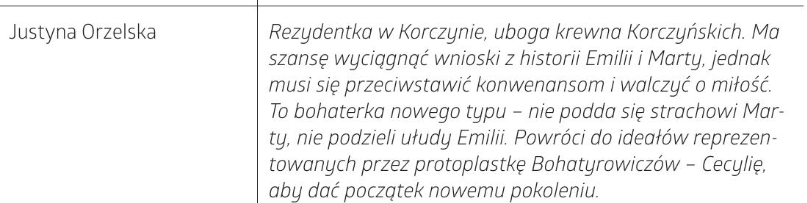 Justyna Orzelska
Rezydentka w Korczynie, uboga krewna Korczyńskich. Ma
szansę wyciągnąć wnioski z historii Emilii i Marty, jednak
musi się przeciwstawić konwenansom i walczyć o miłość.
To bohaterka nowego typu – nie podda się strachowi Mar-
ty, nie podzieli ułudy Emilii. Powróci do ideałów reprezen-
towanych przez protoplastkę Bohatyrowiczów – Cecylię,
aby dać początek nowemu pokoleniu.